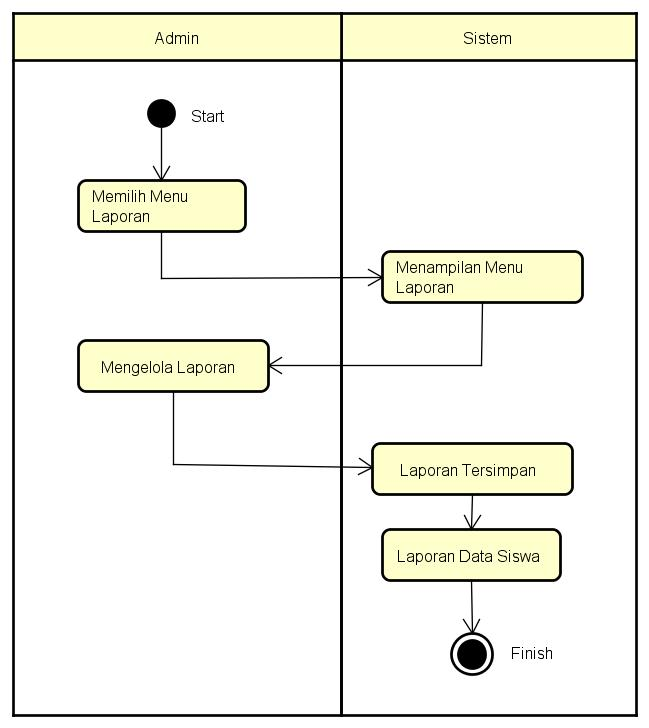 Admin
Sistem
Start
Memilih Menu
Laporan
Menampilan Menu
Laporan
Mengelola Laporan
Laporan Tersimpan
Laporan Data Siswa
Finish